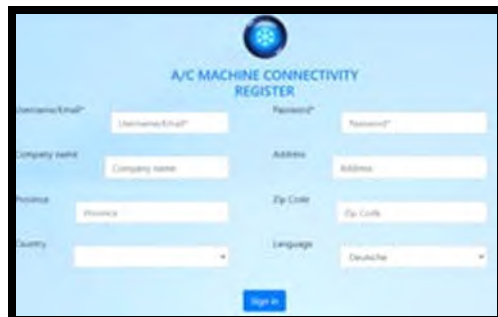 A/C MACHINE CONNECTIVITY
REGISTER
Username/Email* Password*
Username/Email* Password*
Company name Address
Company name Address
Province Zip Code
Province Zip Code
Country Language
Deutsche
Sign in